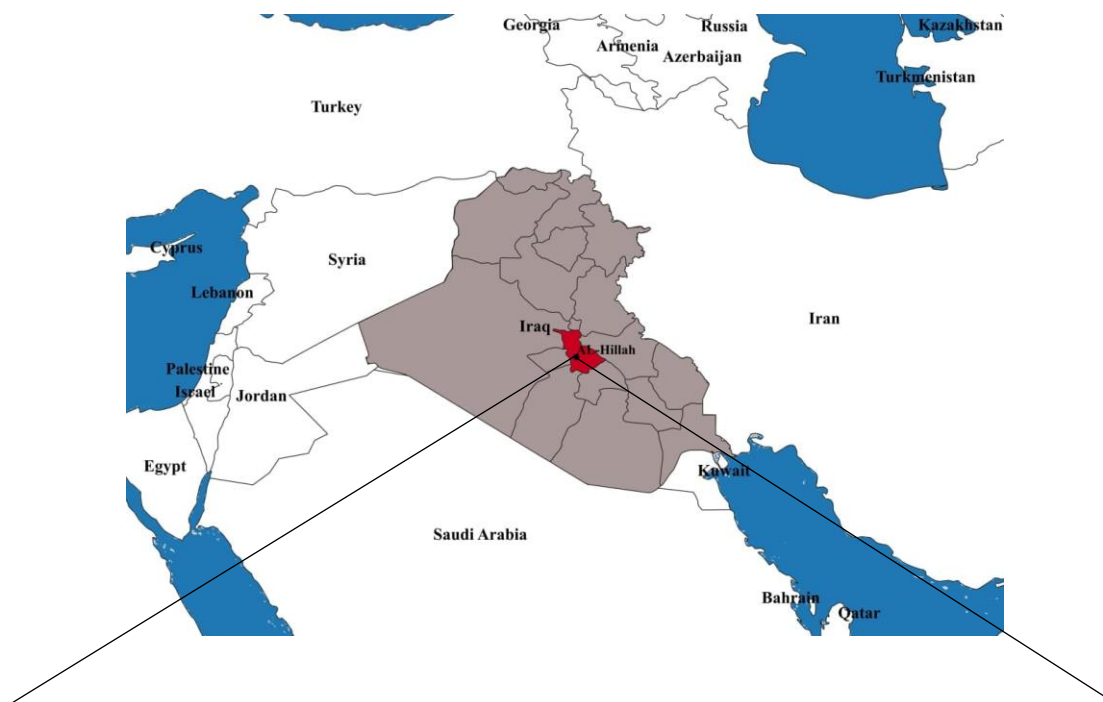 Georgia
Russia
Kazakhstan
Armenia
Azerbaijan
Turkmenistan
Turkey
Cyprus
Syria
Lebanon
Iraq
Iran
AL-Hillah
Palestine
Israel
Jordan
Egypt
Kuwait
Saudi Arabia
Bahrain
Qatar